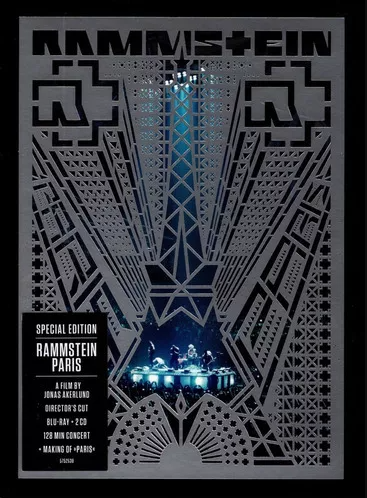 RAMMSTEIN
SPECIAL EDITION
RAMMSTEIN
PARIS
A FILM BY
JONAS AKERLUND
DIRECTOR'S CUT
BLU-RAY + 2 CD
128 MIN CONCERT
+ MAKING OF »PARIS«
5752530